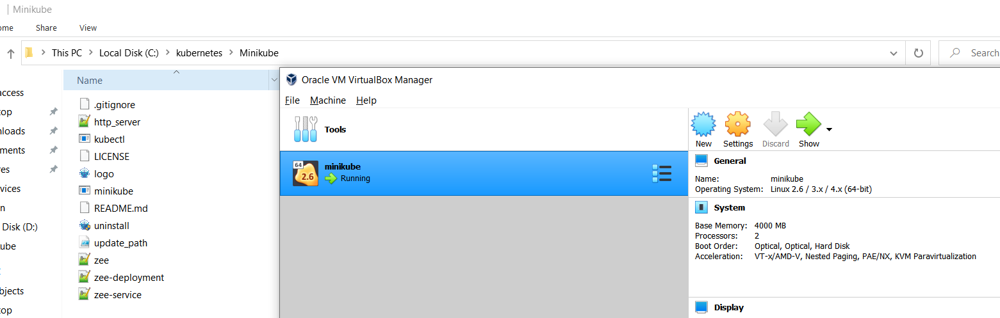 Minikube
ome Share View
This PC Local Disk (C:) kubernetes Minikube Search
Name
access
op
nloads
ments
res
vices
n
Disk (D:)
ube
bjects
top
.gitignore
http_server
kubectl
LICENSE
logo
minikube
README.md
uninstall
update_path
zee
zee-deployment
zee-service
Oracle VM VirtualBox Manager
File Machine Help
Tools
64
2.6
minikube
Running
New Settings Discard Show
General
Name: minikube
Operating System: Linux 2.6 / 3.x / 4.x (64-bit)
System
Base Memory: 4000 MB
Processors: 2
Boot Order: Optical, Optical, Hard Disk
Acceleration: VT-x/AMD-V, Nested Paging, PAE/NX, KVM Paravirtualization
Display